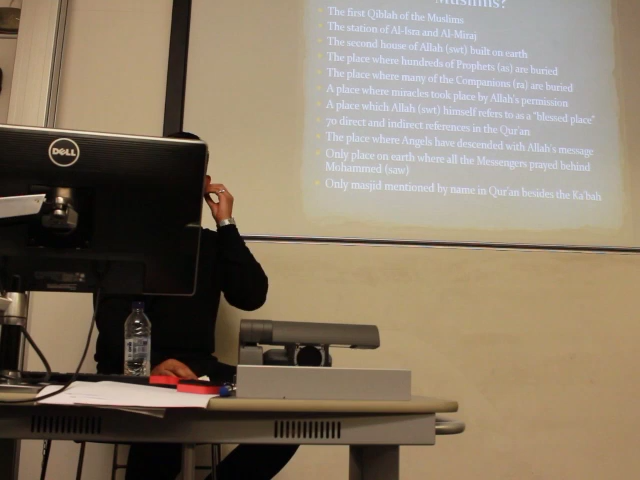 Muslims?
The first Qiblah of the Muslims
The station of Al-Isra and Al-Miraj
The second house of Allah (swt) built on earth
The place where hundreds of Prophets (as) are buried
The place where many of the Companions (ra) are buried
A place where miracles took place by Allah's permission
A place which Allah (swt) himself refers to as a "blessed place"
70 direct and indirect references in the Qur'an
The place where Angels have descended with Allah's message
Only place on earth where all the Messengers prayed behind
Mohammed (saw)
Only masjid mentioned by name in Qur'an besides the Ka'bah
DELL